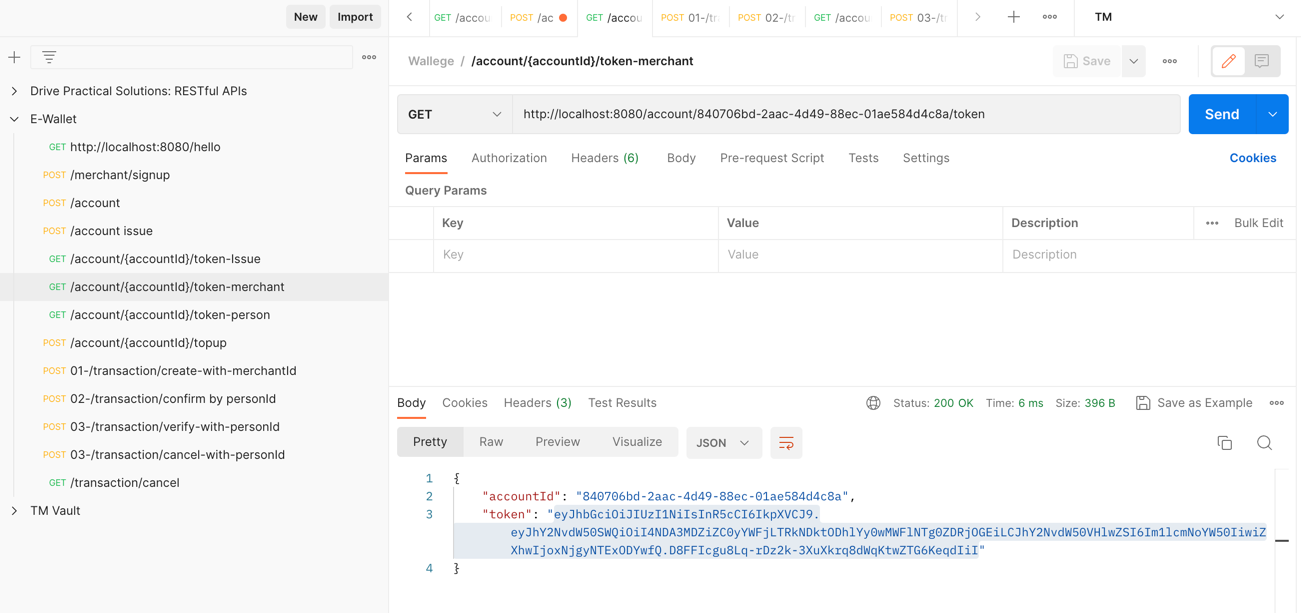 New Import
GET /accou POST /ac GET /accou POST 01-/tr POST 02-/tr GET /accou POST 03-/t TM
Wallege / /account/{accountId}/token-merchant Save
Drive Practical Solutions: RESTful APIs
E-Wallet
GET http://localhost:8080/hello
POST /merchant/signup
POST /account
POST /account issue
GET /account/{accountId}/token-Issue
GET /account/{accountId}/token-merchant
GET /account/{accountId}/token-person
POST /account/{accountId}/topup
POST 01-/transaction/create-with-merchantId
POST 02-/transaction/confirm by personId
POST 03-/transaction/verify-with-personId
POST 03-/transaction/cancel-with-personId
GET /transaction/cancel
TM Vault
GET http://localhost:8080/account/840706bd-2aac-4d49-88ec-01ae584d4c8a/token Send
Params Authorization Headers (6) Body Pre-request Script Tests Settings Cookies
Query Params
Key Value Description Bulk Edit
Key Value Description
Body Cookies Headers (3) Test Results Status: 200 OK Time: 6 ms Size: 396 B Save as Example
Pretty Raw Preview Visualize JSON
1 {
2 "accountId": "840706bd-2aac-4d49-88ec-01ae584d4c8a",
3 "token": "eyJhbGciOiJIUzI1NiIsInR5cCI6IkpXVCJ9.
eyJhY2NvdW50SWQiOiI4NDA3MDZiZC0yYWFjLTRkNDktODhlYy0wMWFlNTg0ZDRjOGEiLCJhY2NvdW50VHlwZSI6Im1lcmNoYW50IiwiZ
XhwIjoxNjgyNTExODYwfQ.D8FFIcgu8Lq-rDz2k-3XuXkrq8dWqKtwZTG6KeqdIiI"
4 }